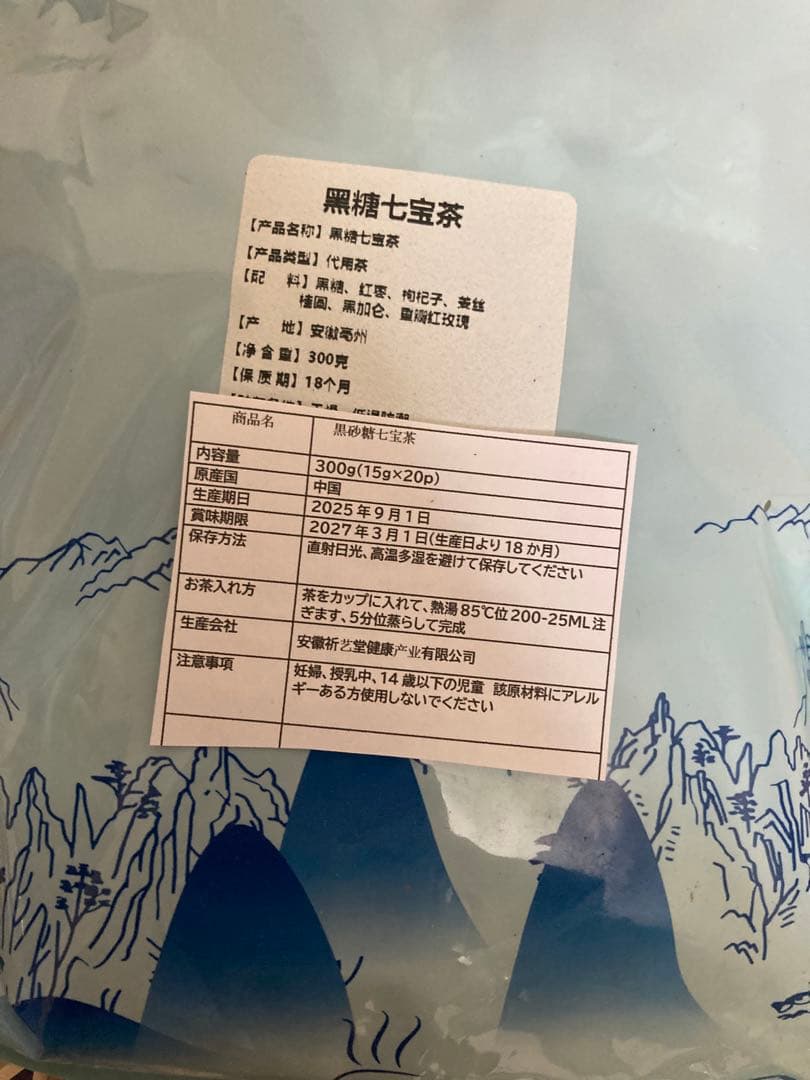 黑糖七宝茶
【产品名称】黑糖七宝茶
【产品类型】代用茶
【配 料】黑糖、红枣、枸杞子、姜丝
桂圆、黑加仑、重瓣红玫瑰
【产 地】安徽亳州
【净含量】300克
【保质期】18个月
商品名 黒砂糖七宝茶
内容量 300g(15g×20p)
原産国 中国
生産期日 2025年9月1日
賞味期限 2027年3月1日(生産日より18か月)
保存方法 直射日光、高温多湿を避けて保存してください
お茶入れ方 茶をカップに入れて、熱湯85℃位200-25ML注
ぎます、5分位蒸らして完成
生産会社 安徽祈艺堂健康产业有限公司
注意事項 妊婦、授乳中、14歳以下の児童 該原材料にアレル
ギーある方使用しないでください